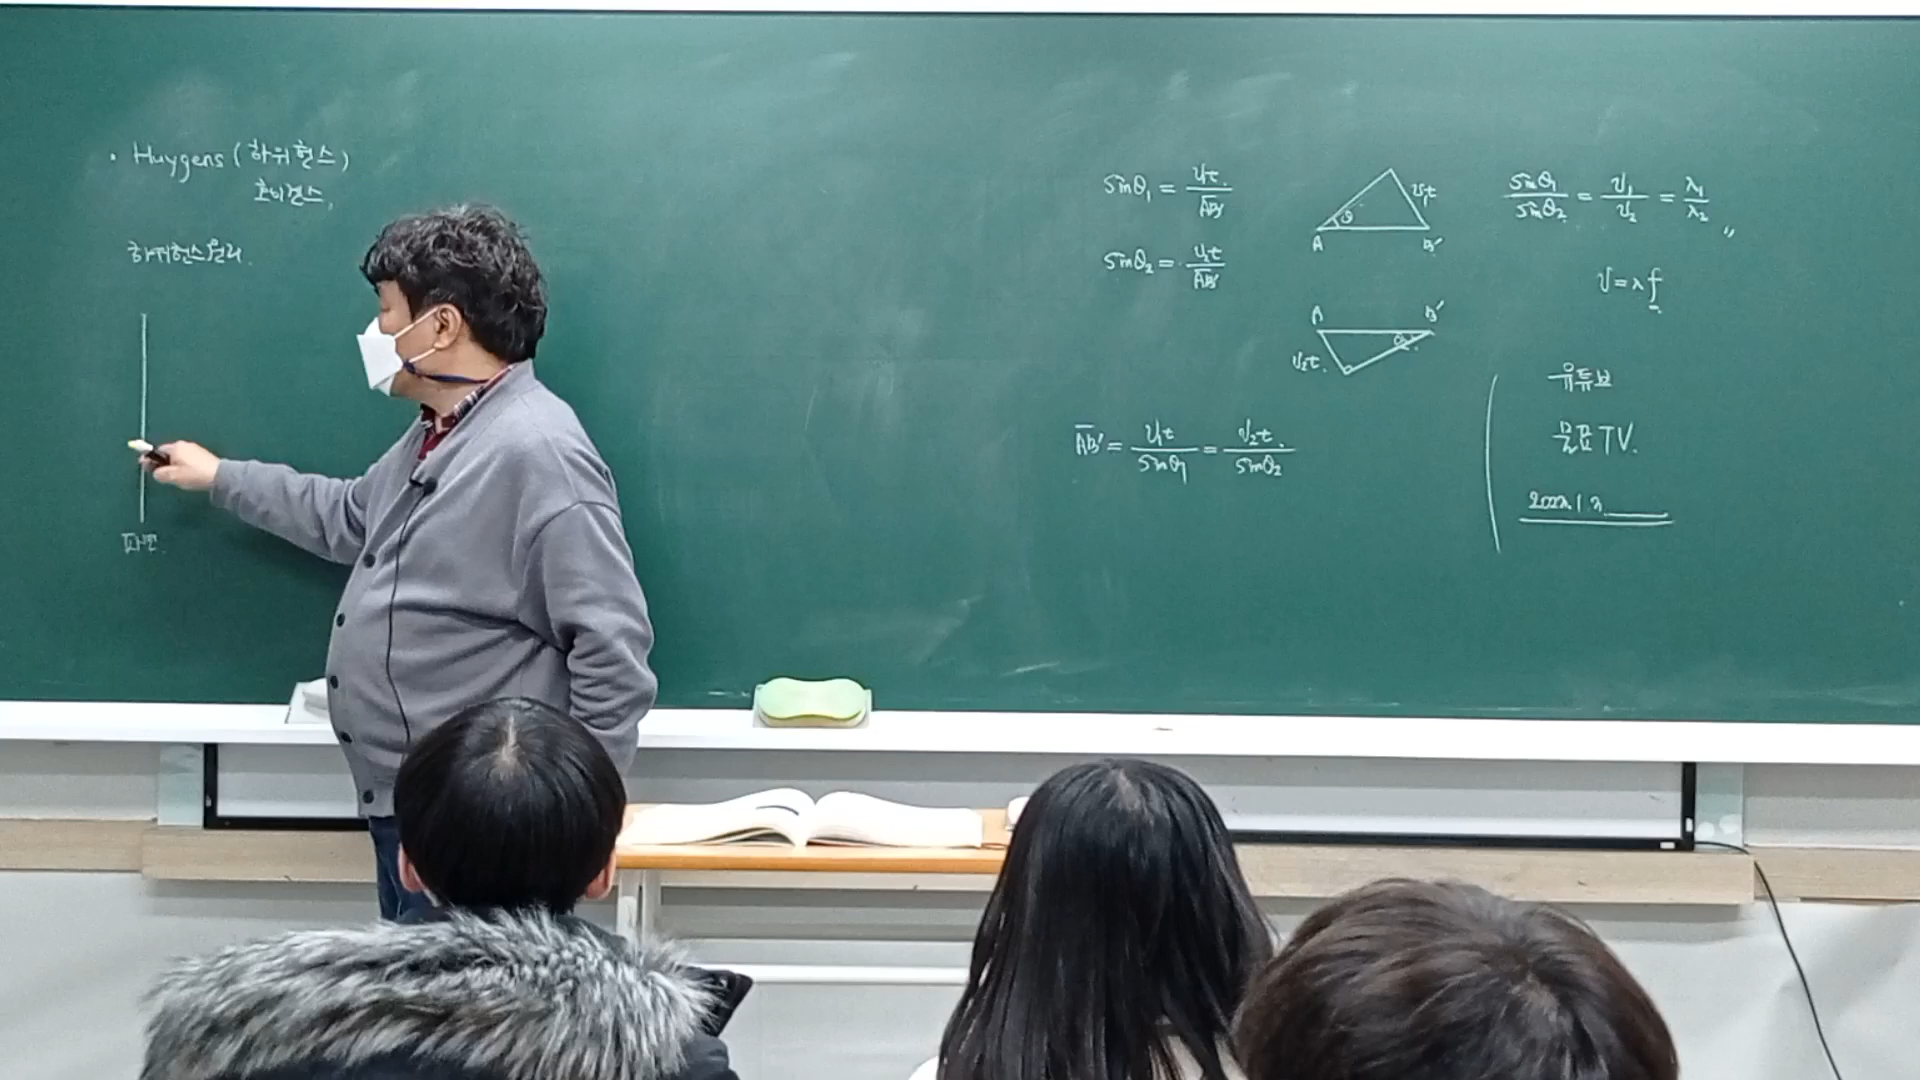 · Huygens (하위헌스)
호이겐스,
하위헌스원리.
파면.
sinθ₁ = v₁t / AB'
sinθ₂ = v₂t / AB'
θ v₁t
A B'
A B'
v₂t.
AB' = v₁t / sinθ₁ = v₂t / sinθ₂
sinθ₁ / sinθ₂ = v₁ / v₂ = λ₁ / λ₂ 〃
v = λf
유튜브
물포TV.